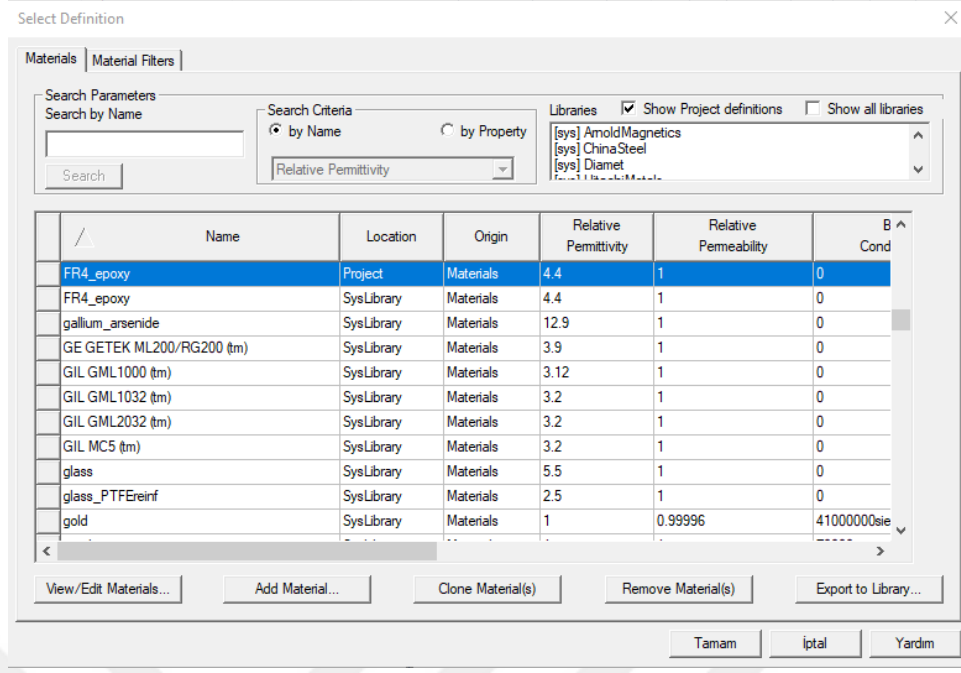 Select Definition
Materials Material Filters
Search Parameters
Search by Name
Search
Search Criteria
by Name by Property
Relative Permittivity
Libraries Show Project definitions Show all libraries
[sys] ArnoldMagnetics
[sys] ChinaSteel
[sys] Diamet
Name Location Origin Relative Permittivity Relative Permeability B Cond
FR4_epoxy Project Materials 4.4 1 0
FR4_epoxy SysLibrary Materials 4.4 1 0
gallium_arsenide SysLibrary Materials 12.9 1 0
GE GETEK ML200/RG200 (tm) SysLibrary Materials 3.9 1 0
GIL GML1000 (tm) SysLibrary Materials 3.12 1 0
GIL GML1032 (tm) SysLibrary Materials 3.2 1 0
GIL GML2032 (tm) SysLibrary Materials 3.2 1 0
GIL MC5 (tm) SysLibrary Materials 3.2 1 0
glass SysLibrary Materials 5.5 1 0
glass_PTFEreinf SysLibrary Materials 2.5 1 0
gold SysLibrary Materials 1 0.99996 41000000sie
View/Edit Materials... Add Material... Clone Material(s) Remove Material(s) Export to Library...
Tamam İptal Yardım